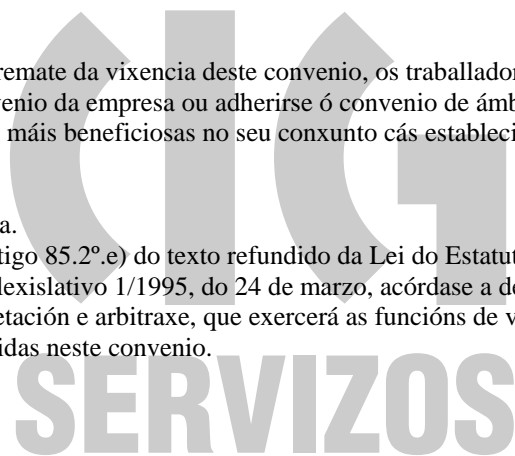 CIG
remate da vixencia deste convenio, os traballador
venio da empresa ou adherirse ó convenio de ámb
máis beneficiosas no seu conxunto cás estableci
a.
tigo 85.2º.e) do texto refundido da Lei do Estatut
lexislativo 1/1995, do 24 de marzo, acórdase a de
etación e arbitraxe, que exercerá as funcións de v
idas neste convenio.
SERVIZOS